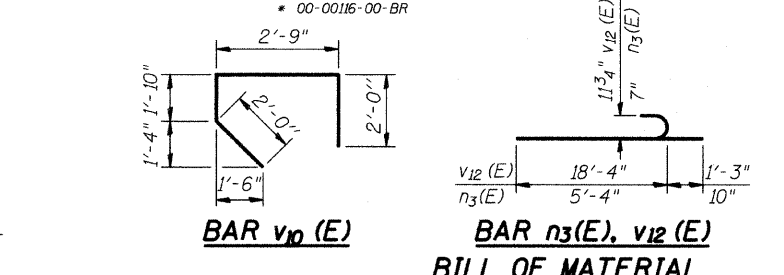 * 00-00116-00-BR
2'-9"
1'-10"
2'-0"
2'-0"
1'-4"
1'-6"
BAR v10 (E)
11 3/4" v12 (E)
7" n3(E)
v12 (E) 18'-4" 1'-3"
n3(E) 5'-4" 10"
BAR n3(E), v12 (E)
BILL OF MATERIAL